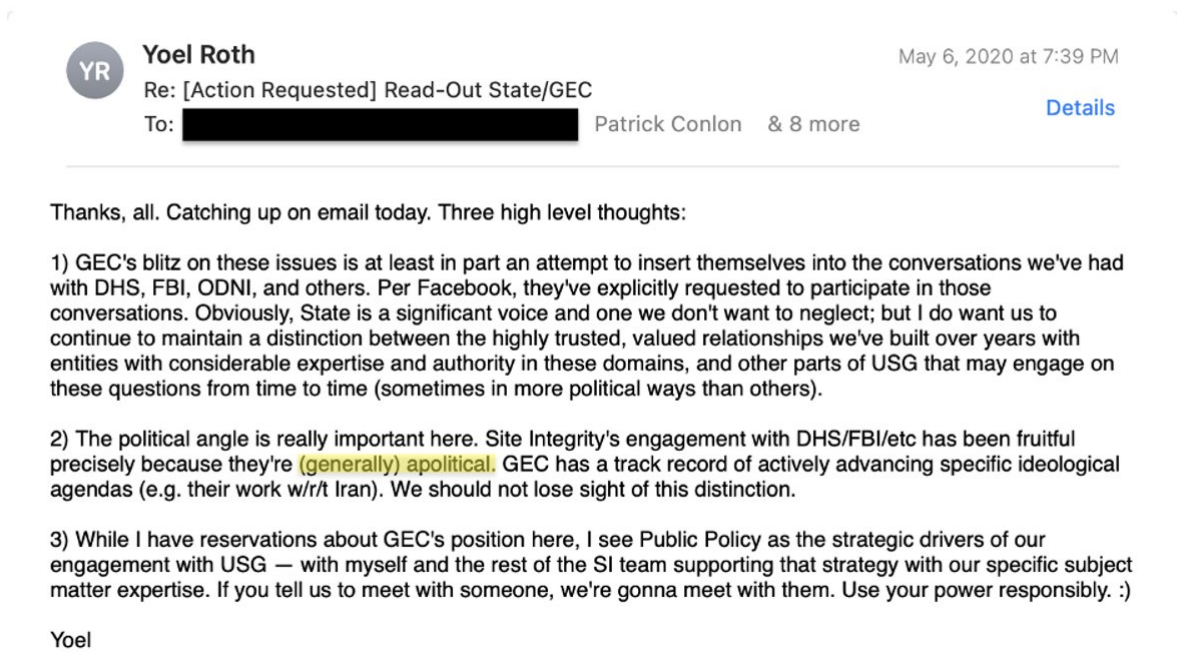 YR
Yoel Roth
May 6, 2020 at 7:39 PM
Re: [Action Requested] Read-Out State/GEC
Details
To: Patrick Conlon & 8 more
Thanks, all. Catching up on email today. Three high level thoughts:
1) GEC's blitz on these issues is at least in part an attempt to insert themselves into the conversations we've had
with DHS, FBI, ODNI, and others. Per Facebook, they've explicitly requested to participate in those
conversations. Obviously, State is a significant voice and one we don't want to neglect; but I do want us to
continue to maintain a distinction between the highly trusted, valued relationships we've built over years with
entities with considerable expertise and authority in these domains, and other parts of USG that may engage on
these questions from time to time (sometimes in more political ways than others).
2) The political angle is really important here. Site Integrity's engagement with DHS/FBI/etc has been fruitful
precisely because they're (generally) apolitical. GEC has a track record of actively advancing specific ideological
agendas (e.g. their work w/r/t Iran). We should not lose sight of this distinction.
3) While I have reservations about GEC's position here, I see Public Policy as the strategic drivers of our
engagement with USG — with myself and the rest of the SI team supporting that strategy with our specific subject
matter expertise. If you tell us to meet with someone, we're gonna meet with them. Use your power responsibly. :)
Yoel